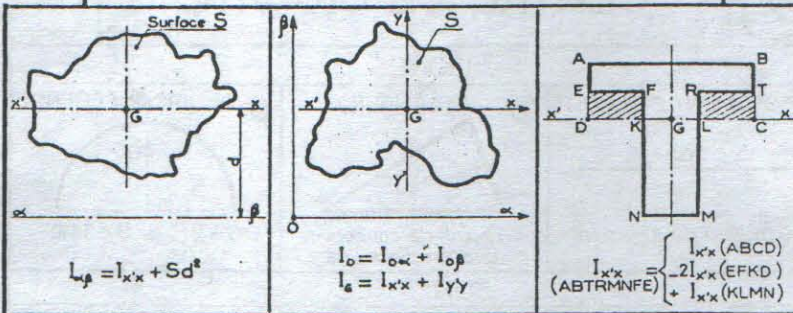 Surface S
x' G x
d
α β
I_αβ = I_x'x + Sd²
β y S
x' G x
y'
O α
I_O = I_Oα + I_Oβ
I_G = I_x'x + I_y'y
A B
E F R T
x' D K G L C x
N M
I_x'x (ABTRMNFE) = { I_x'x (ABCD)
-2I_x'x (EFKD)
+ I_x'x (KLMN)